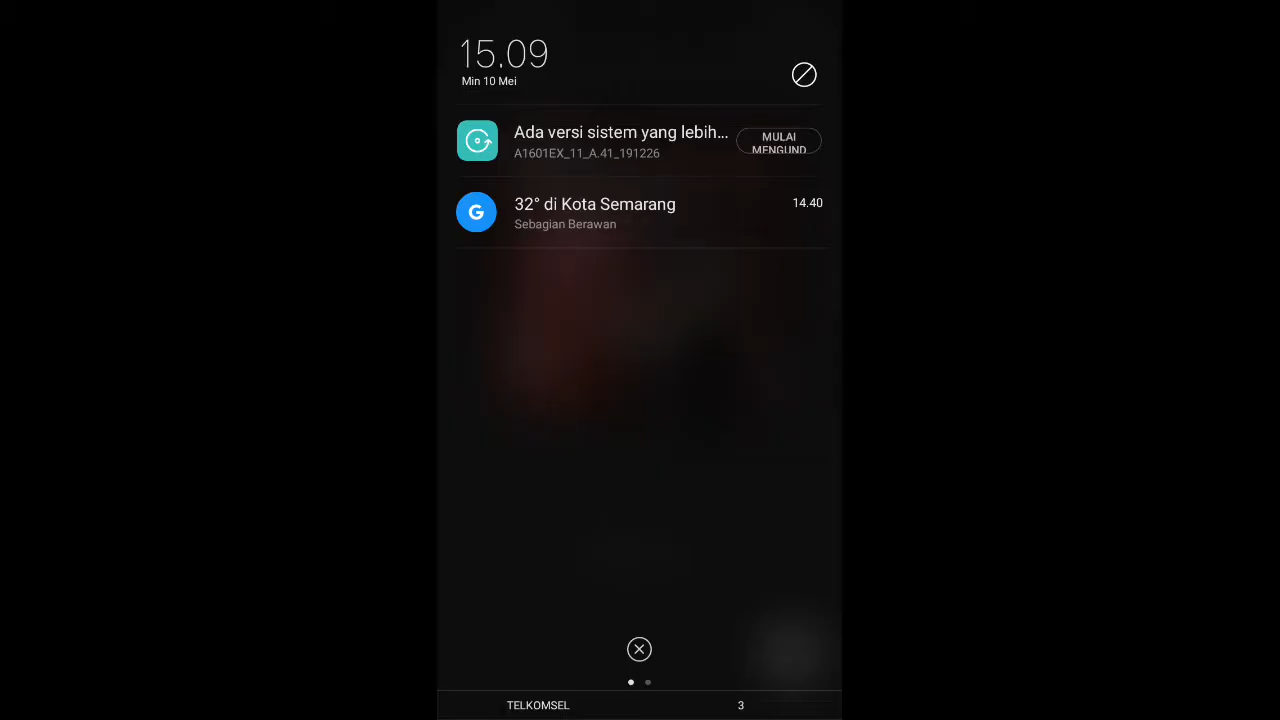 15.09
Min 10 Mei
Ada versi sistem yang lebih...
A1601EX_11_A.41_191226
MULAI
MENGUND
G
32° di Kota Semarang
Sebagian Berawan
14.40
TELKOMSEL
3